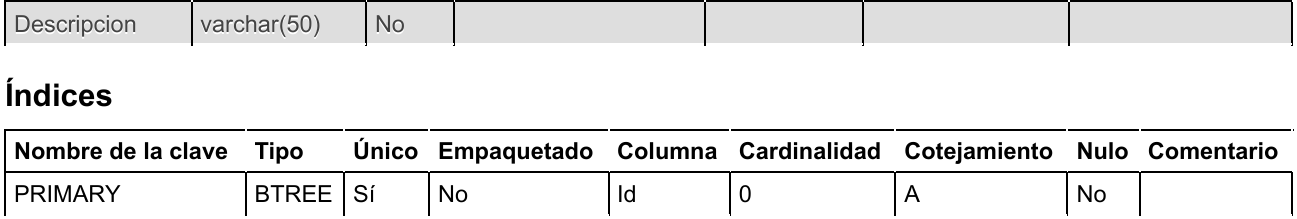 Descripcion varchar(50) No
Índices
Nombre de la clave Tipo Único Empaquetado Columna Cardinalidad Cotejamiento Nulo Comentario
PRIMARY BTREE Sí No Id 0 A No